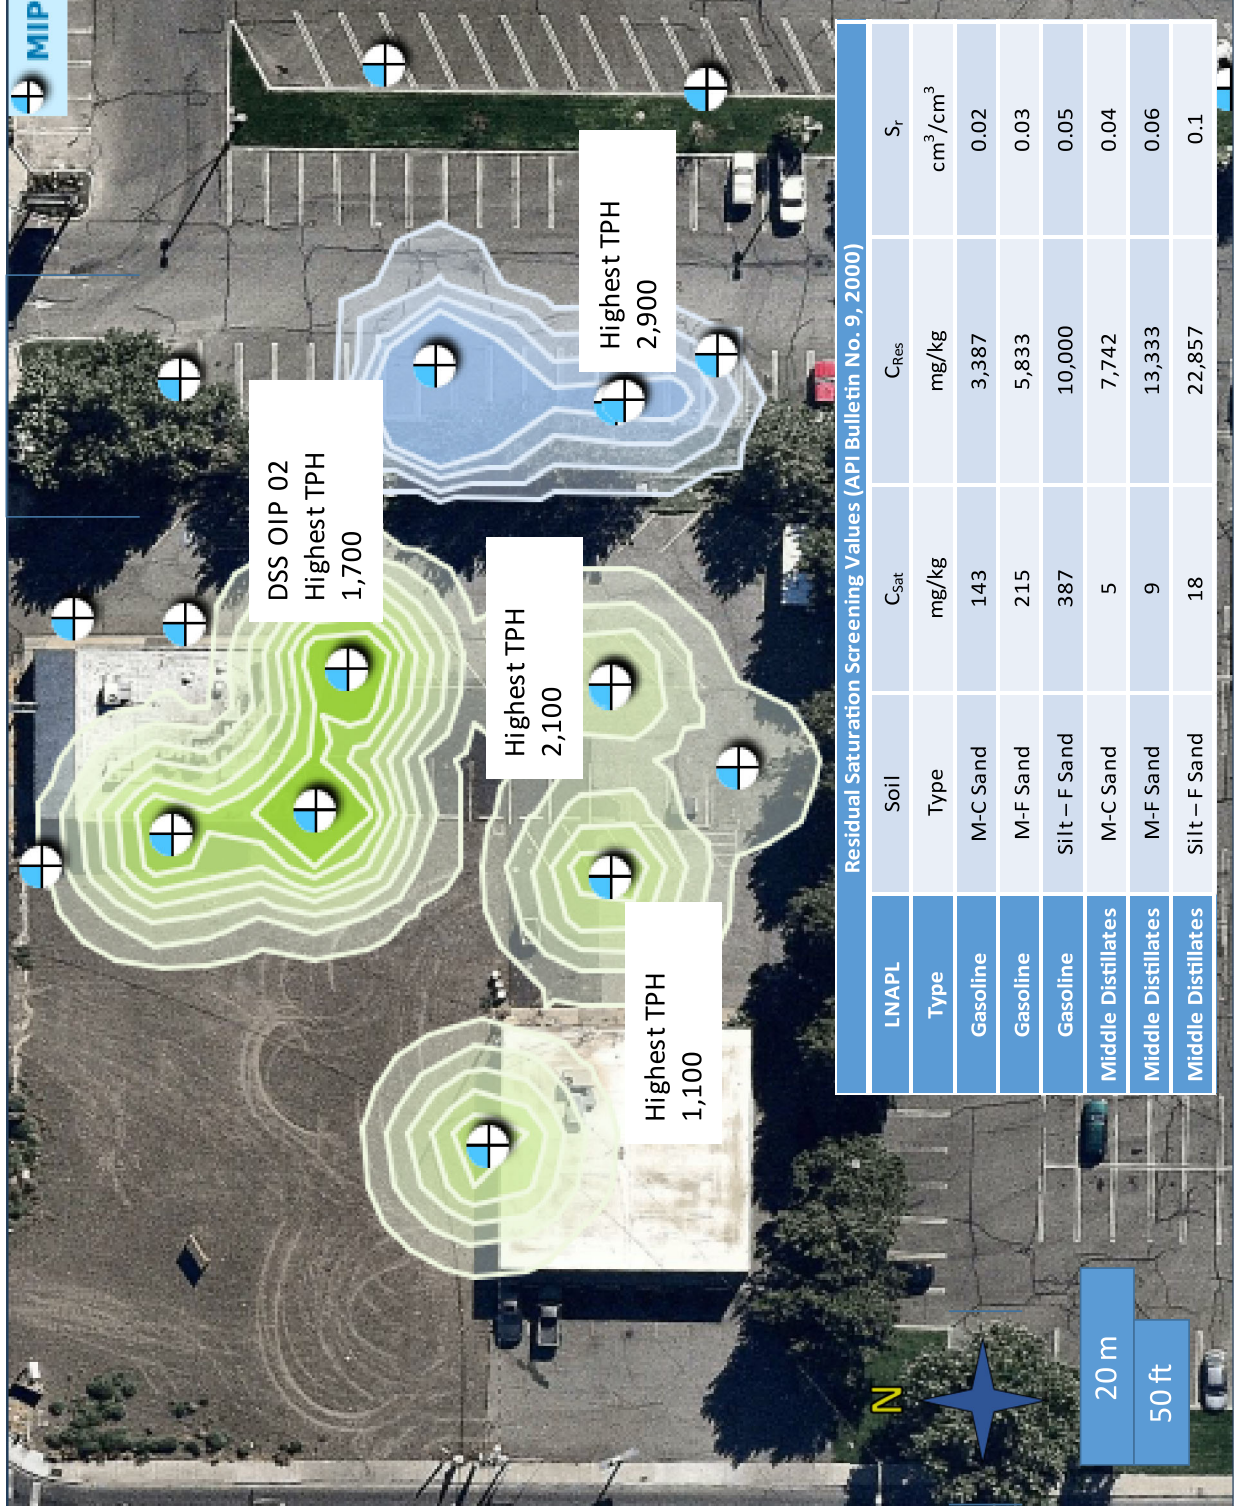 MIP
DSS OIP 02
Highest TPH
1,700
Highest TPH
2,900
Highest TPH
2,100
Highest TPH
1,100
Residual Saturation Screening Values (API Bulletin No. 9, 2000)
LNAPL Soil CSat CRes Sr
Type Type mg/kg mg/kg cm³/cm³
Gasoline M-C Sand 143 3,387 0.02
Gasoline M-F Sand 215 5,833 0.03
Gasoline Silt – F Sand 387 10,000 0.05
Middle Distillates M-C Sand 5 7,742 0.04
Middle Distillates M-F Sand 9 13,333 0.06
Middle Distillates Silt – F Sand 18 22,857 0.1
N
20 m
50 ft